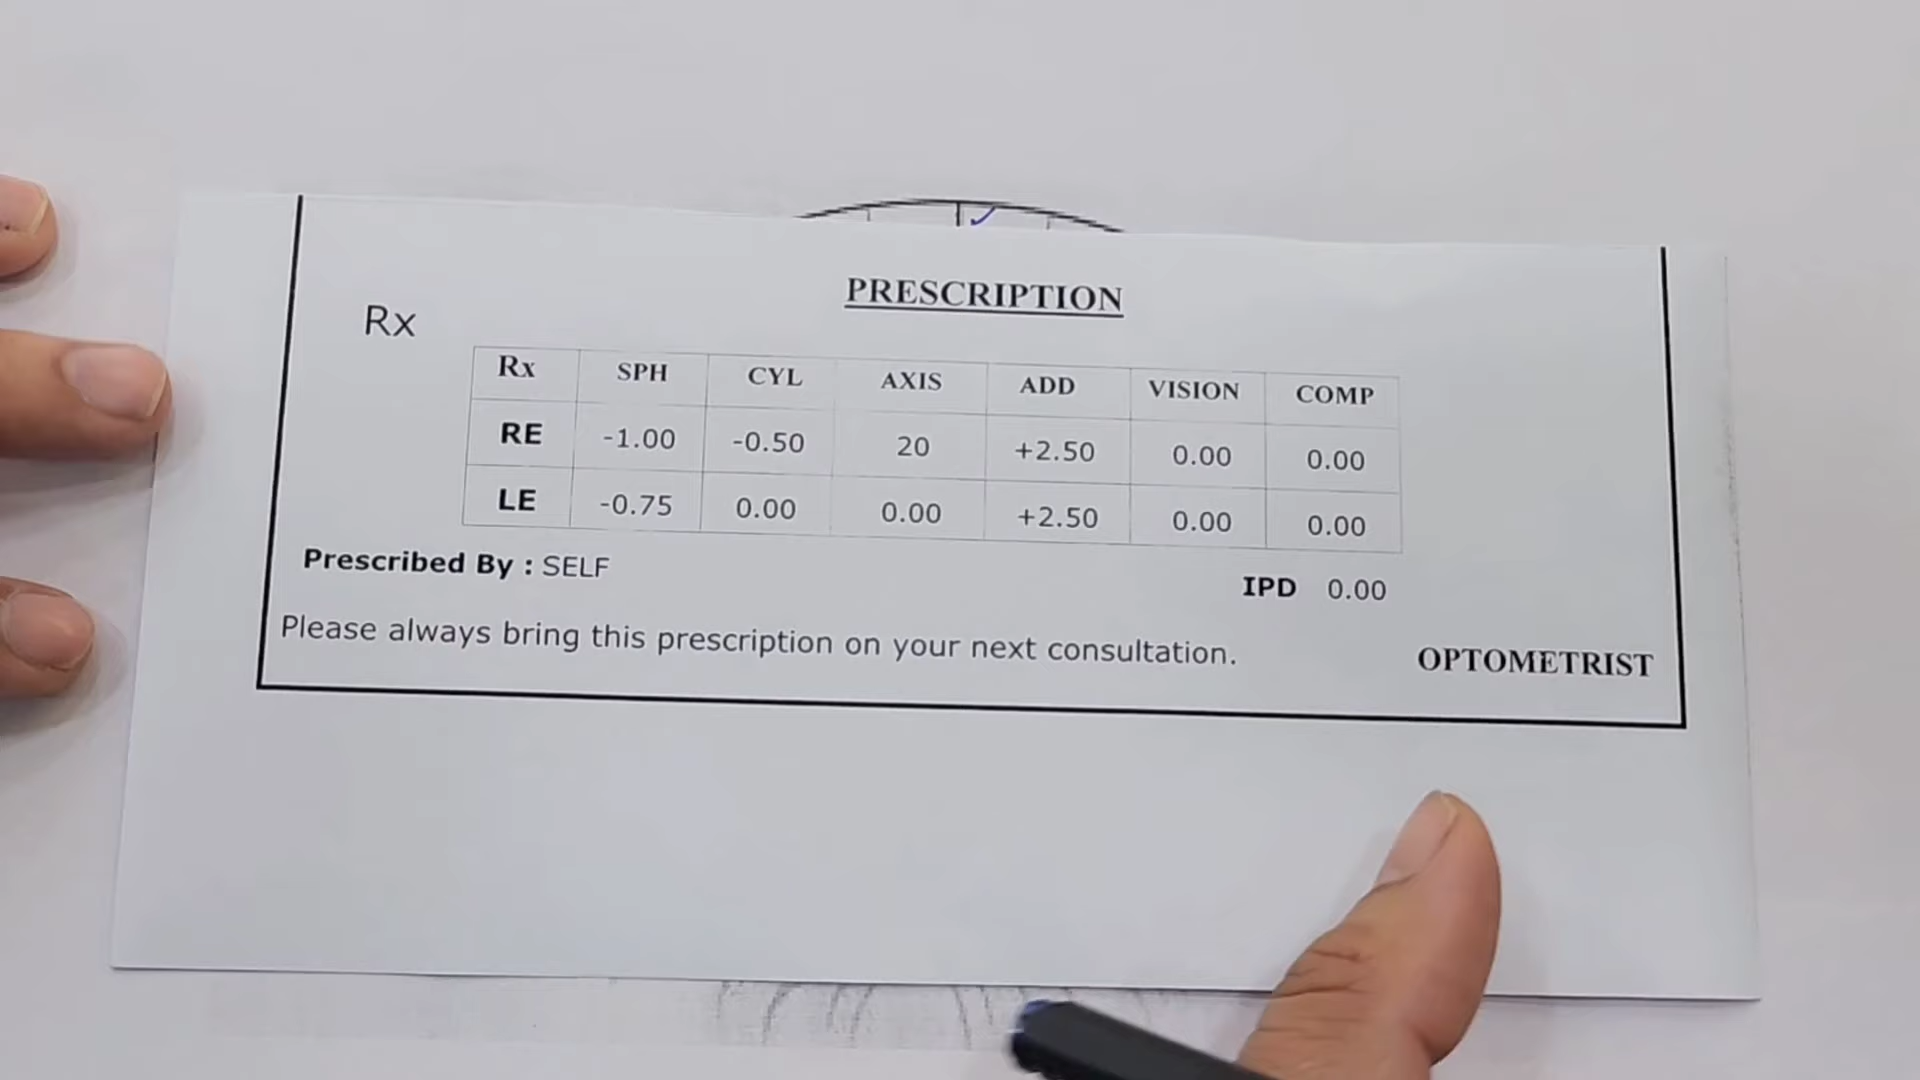 PRESCRIPTION
Rx
Rx SPH CYL AXIS ADD VISION COMP
RE -1.00 -0.50 20 +2.50 0.00 0.00
LE -0.75 0.00 0.00 +2.50 0.00 0.00
Prescribed By : SELF
IPD 0.00
Please always bring this prescription on your next consultation.
OPTOMETRIST